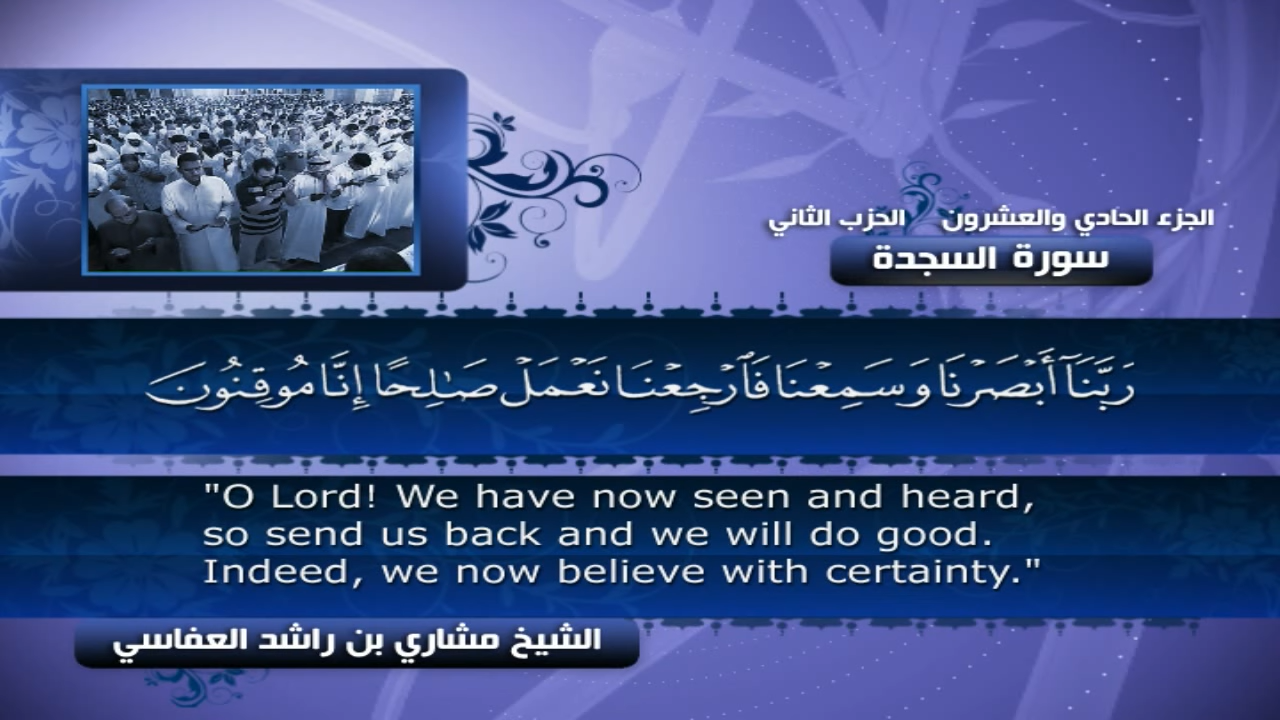 الجزء الحادي والعشرون الحزب الثاني
سورة السجدة
رَبَّنَآ أَبْصَرْنَا وَسَمِعْنَا فَٱرْجِعْنَا نَعْمَلْ صَـٰلِحًا إِنَّا مُوقِنُونَ
"O Lord! We have now seen and heard,
so send us back and we will do good.
Indeed, we now believe with certainty."
الشيخ مشاري بن راشد العفاسي